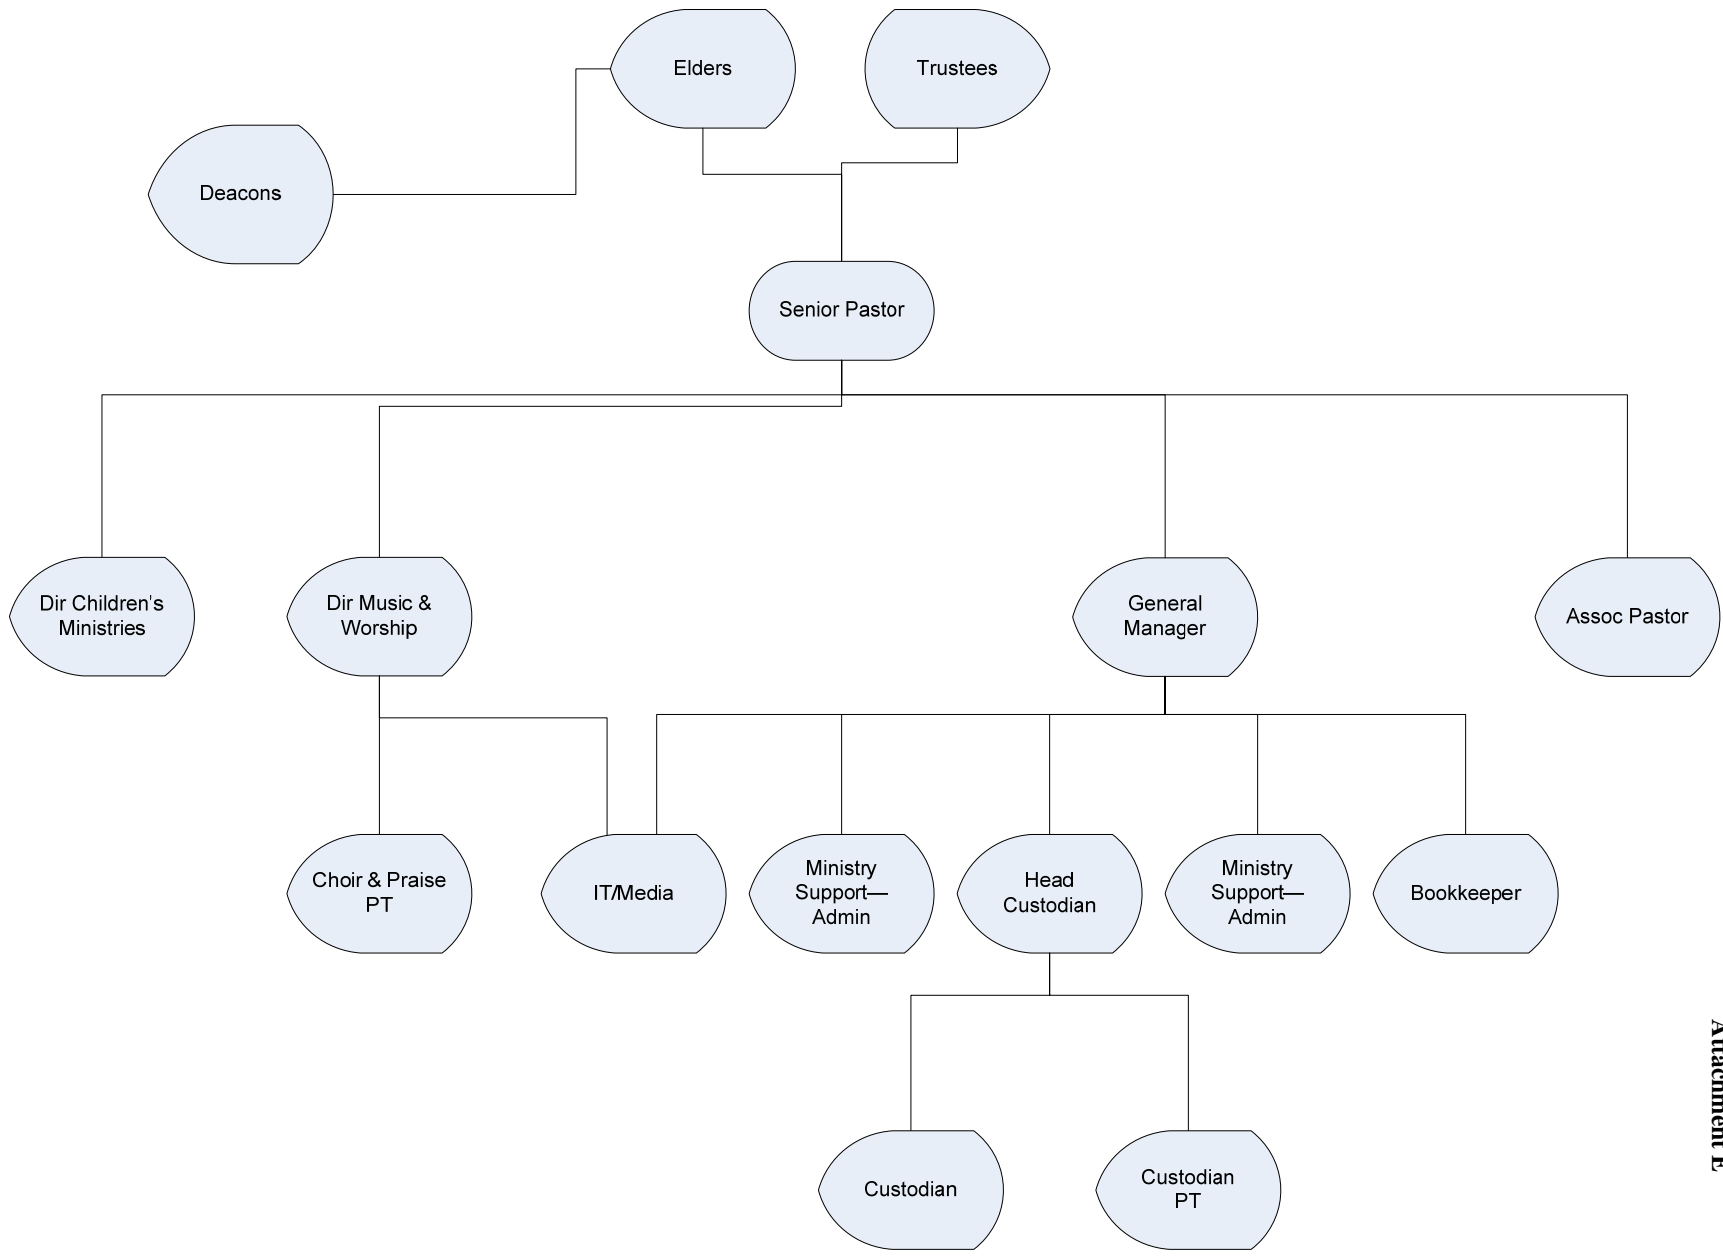 Elders
Trustees
Deacons
Senior Pastor
Dir Children's
Ministries
Dir Music &
Worship
General
Manager
Assoc Pastor
Choir & Praise
PT
IT/Media
Ministry
Support—
Admin
Head
Custodian
Ministry
Support—
Admin
Bookkeeper
Custodian
Custodian
PT
Attachment E